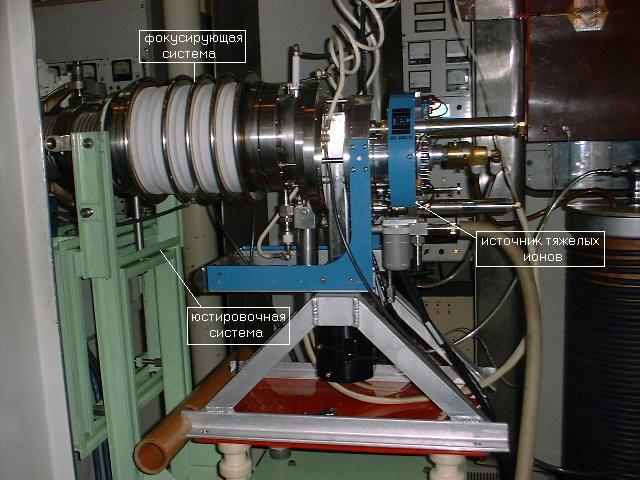 фокусирующая
система
источник тяжелых
ионов
юстировочная
система